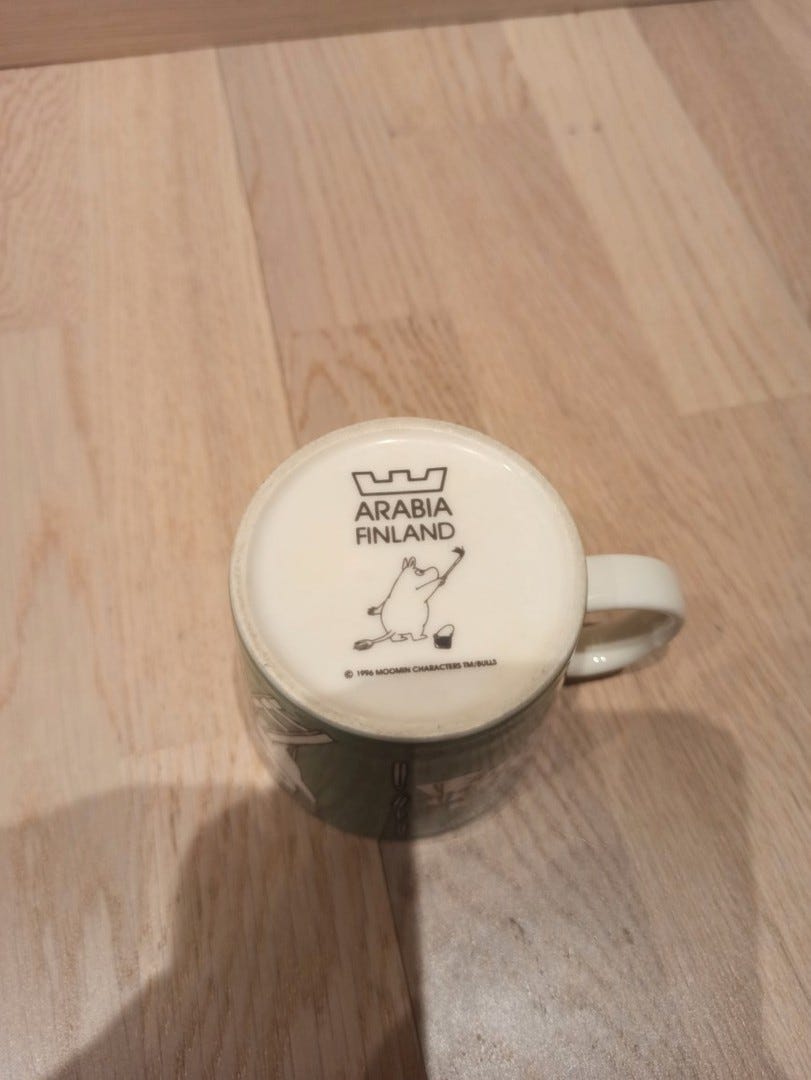 ARABIA
FINLAND
© 1996 MOOMIN CHARACTERS TM/BULLS